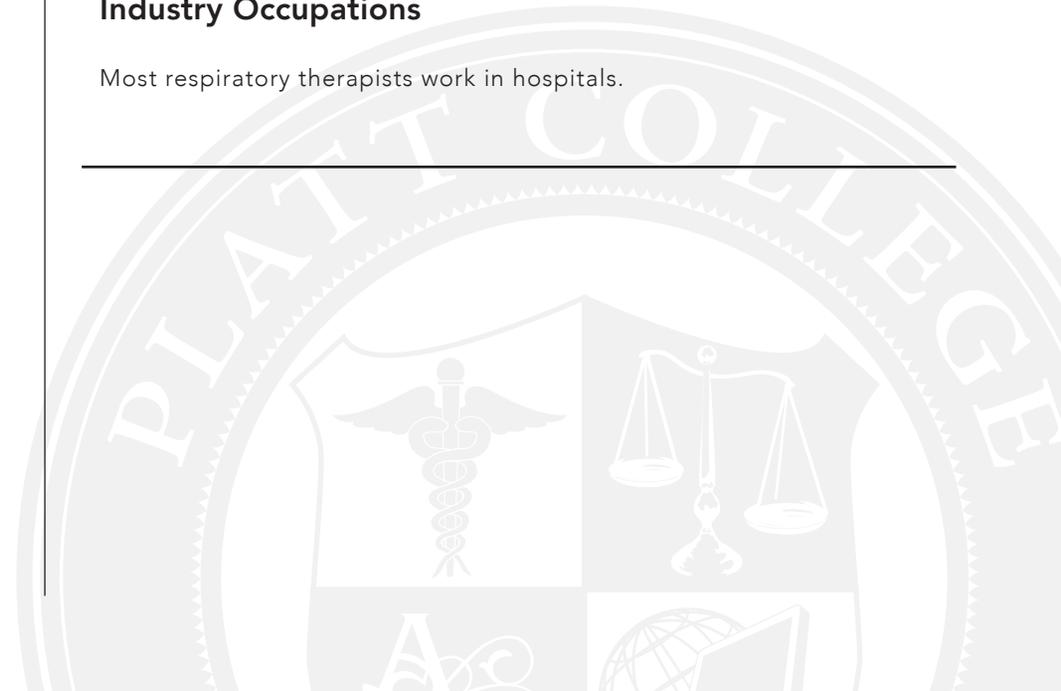 Industry Occupations
Most respiratory therapists work in hospitals.
PLATT COLLEGE
A